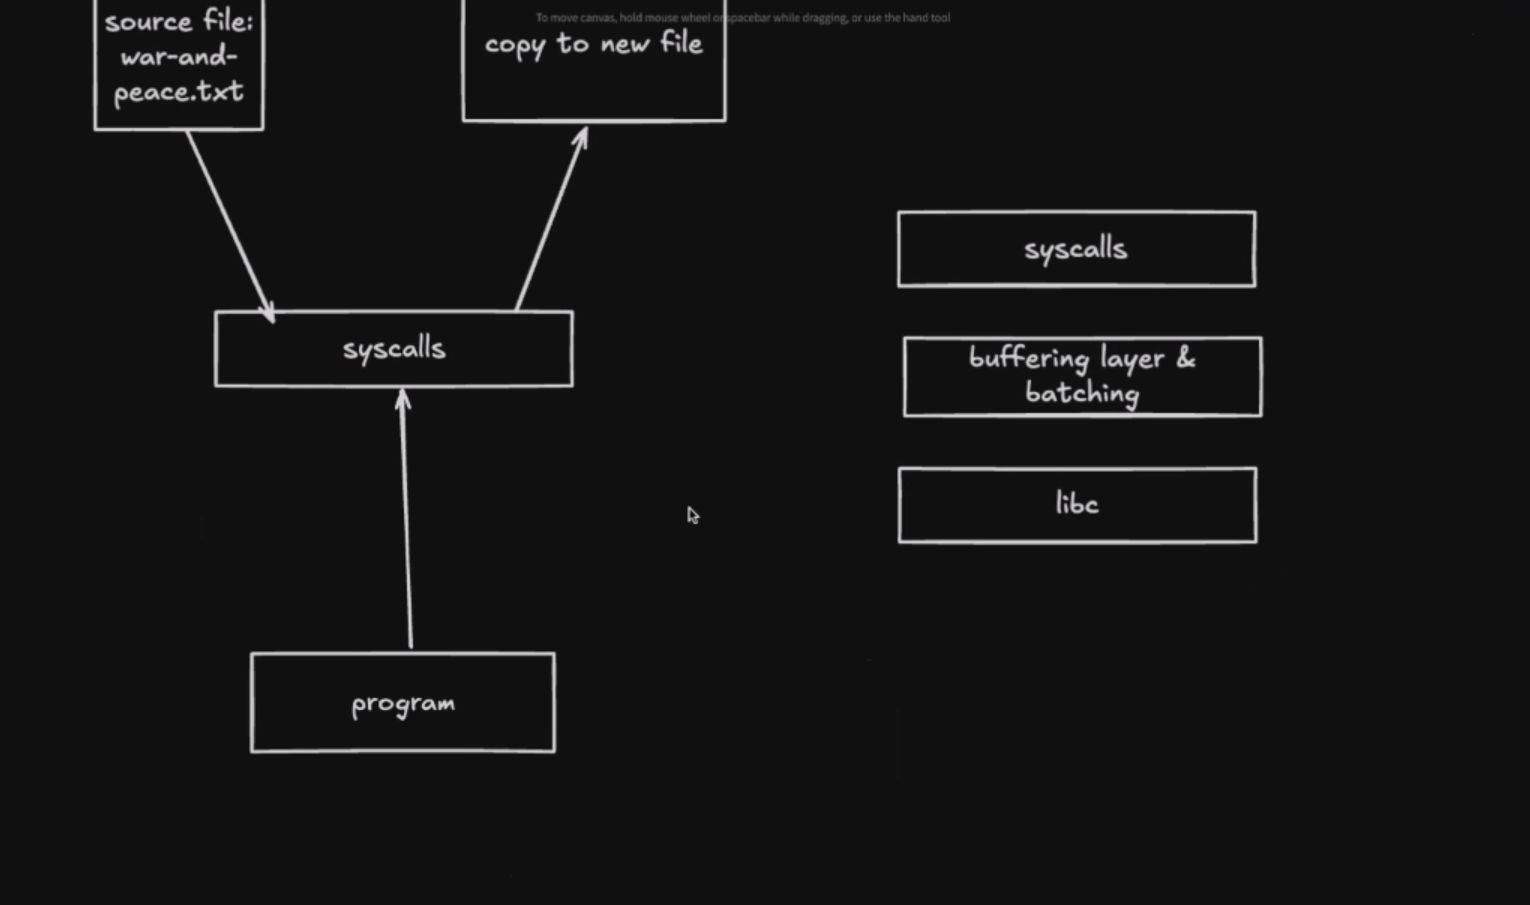 To move canvas, hold mouse wheel or spacebar while dragging, or use the hand tool
source file:
war-and-
peace.txt
copy to new file
syscalls
program
syscalls
buffering layer &
batching
libc